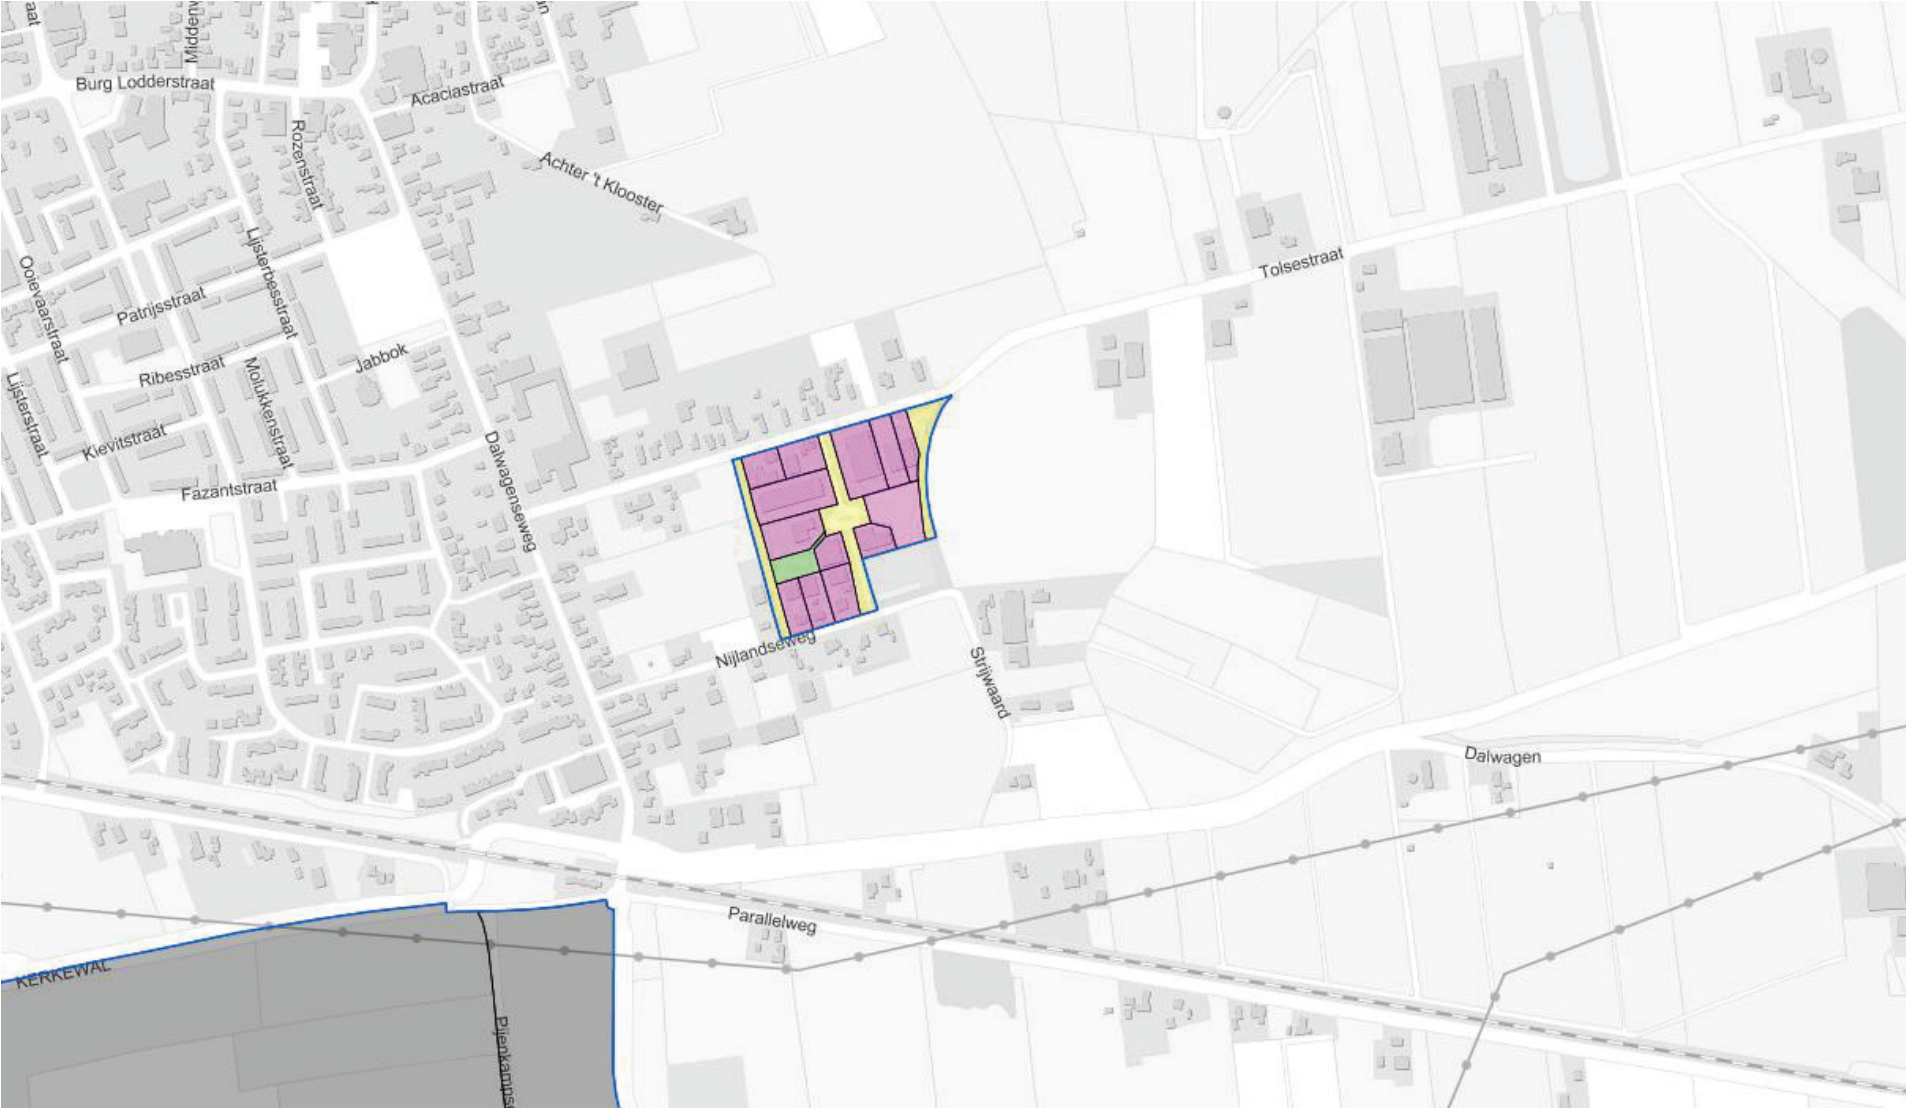 Burg Lodderstraat
Acaciastraat
Rozenstraat
Achter 't Klooster
Lijsterbesstraat
Ooievaarstraat
Patrijsstraat
Tolsestraat
Jabbok
Ribesstraat
Molukkenstraat
Lijsterstraat
Kievitstraat
Dalwagenseweg
Fazantstraat
Nijlandseweg
Strijwaard
Dalwagen
Parallelweg
KERKEWAL